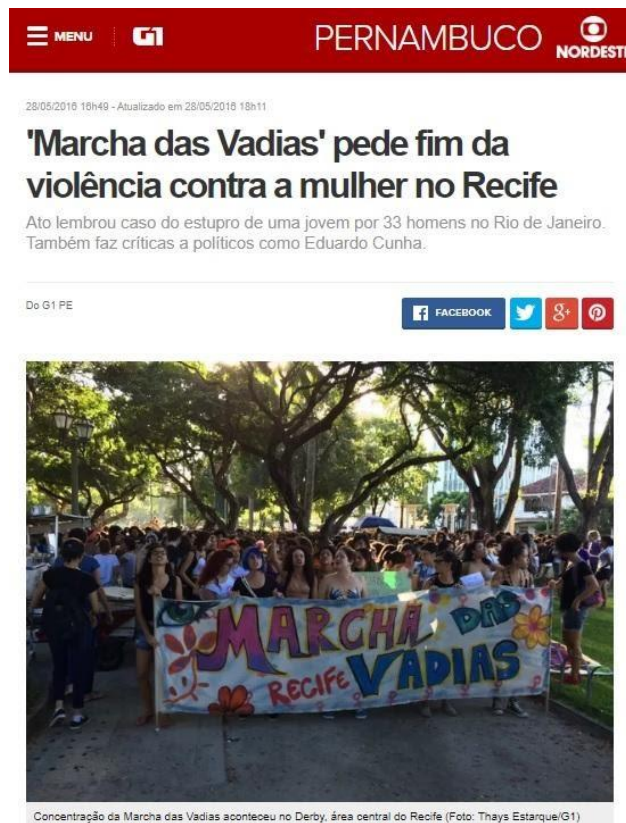 MENU G1 PERNAMBUCO NORDESTE
28/05/2016 16h49 - Atualizado em 28/05/2016 18h11
'Marcha das Vadias' pede fim da
violência contra a mulher no Recife
Ato lembrou caso do estupro de uma jovem por 33 homens no Rio de Janeiro.
Também faz críticas a políticos como Eduardo Cunha.
Do G1 PE
FACEBOOK
g+
MARCHA DAS
RECIFE VADIAS
Concentração da Marcha das Vadias aconteceu no Derby, área central do Recife (Foto: Thays Estarque/G1)